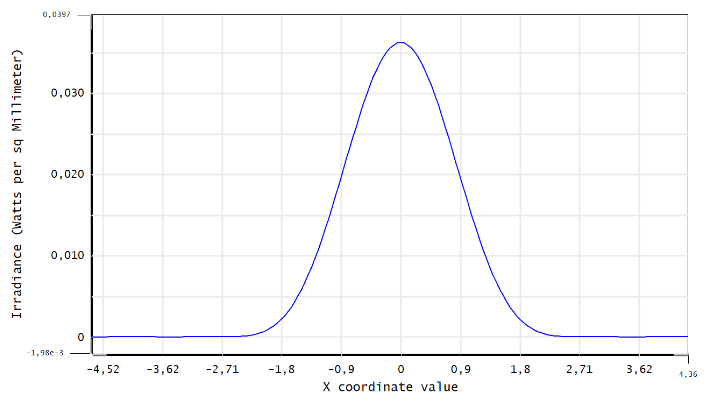 0,0397
0,030
0,020
0,010
0
-1,98e-3
Irradiance (Watts per sq Millimeter)
-4,52 -3,62 -2,71 -1,8 -0,9 0 0,9 1,8 2,71 3,62
4,36
X coordinate value